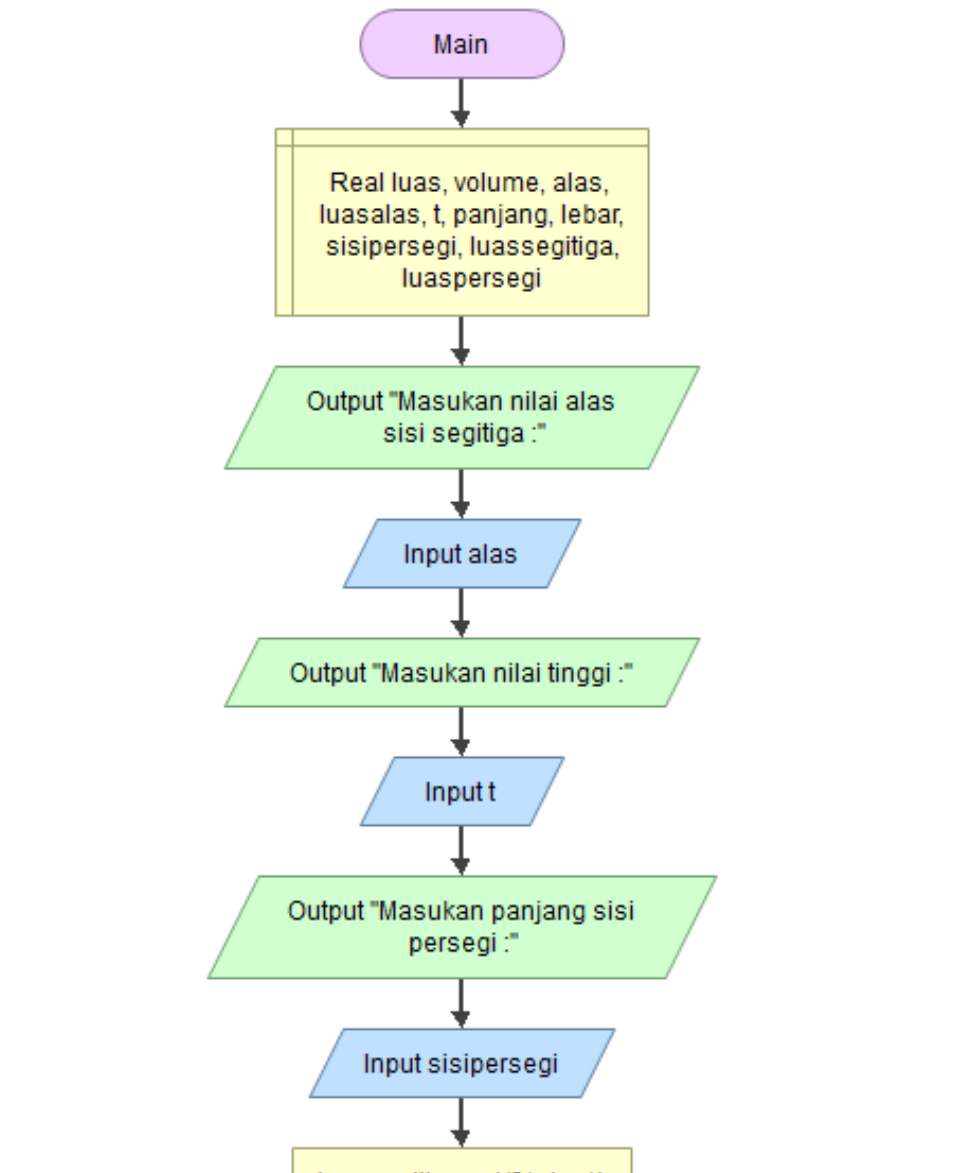 Main
Real luas, volume, alas,
luasalas, t, panjang, lebar,
sisipersegi, luassegitiga,
luaspersegi
Output "Masukan nilai alas
sisi segitiga :"
Input alas
Output "Masukan nilai tinggi :"
Input t
Output "Masukan panjang sisi
persegi :"
Input sisipersegi